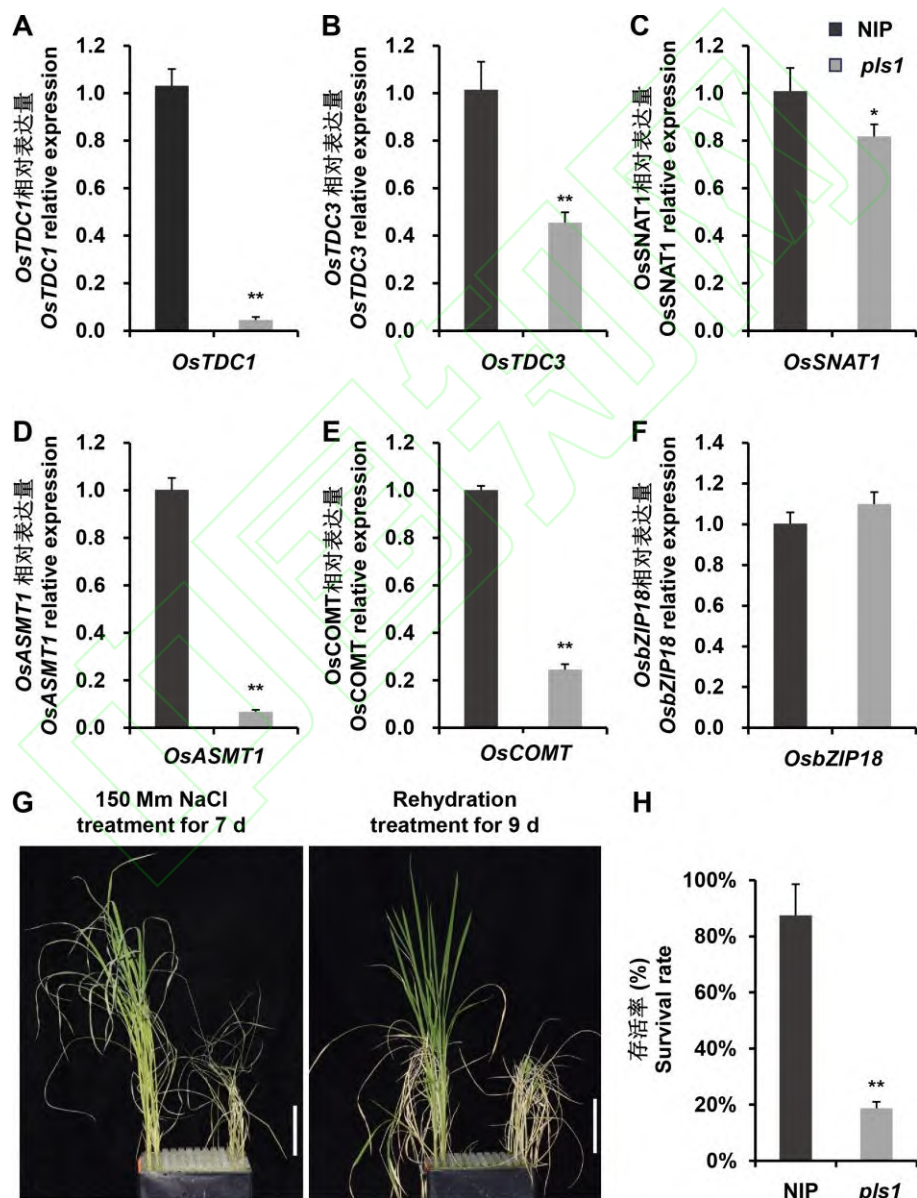 A
OsTDC1相对表达量
OsTDC1 relative expression
1.2
1.0
0.8
0.6
0.4
0.2
0.0
**
OsTDC1
B
OsTDC3 相对表达量
OsTDC3 relative expression
1.2
1.0
0.8
0.6
0.4
0.2
0.0
**
OsTDC3
C
OsSNAT1相对表达量
OsSNAT1 relative expression
1.2
1.0
0.8
0.6
0.4
0.2
0.0
NIP
pls1
*
OsSNAT1
D
OsASMT1 相对表达量
OsASMT1 relative expression
1.2
1.0
0.8
0.6
0.4
0.2
0.0
**
OsASMT1
E
OsCOMT相对表达量
OsCOMT relative expression
1.2
1.0
0.8
0.6
0.4
0.2
0.0
**
OsCOMT
F
OsbZIP18相对表达量
OsbZIP18 relative expression
1.4
1.2
1.0
0.8
0.6
0.4
0.2
0.0
OsbZIP18
G
150 Mm NaCl
treatment for 7 d
Rehydration
treatment for 9 d
H
存活率 (%)
Survival rate
100%
80%
60%
40%
20%
0%
**
NIP
pls1